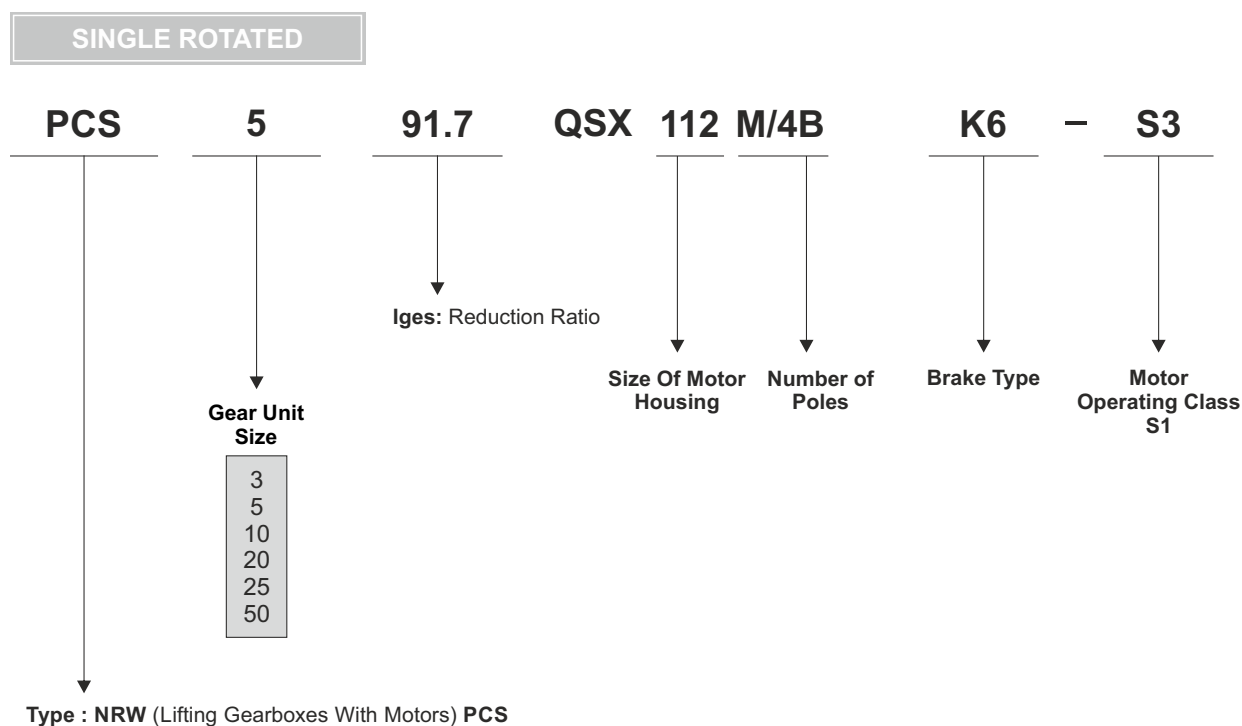 SINGLE ROTATED
PCS 5 91.7 QSX 112 M/4B K6 – S3
Iges: Reduction Ratio
Size Of Motor
Housing
Number of
Poles
Brake Type
Motor
Operating Class
S1
Gear Unit
Size
3
5
10
20
25
50
Type : NRW (Lifting Gearboxes With Motors) PCS